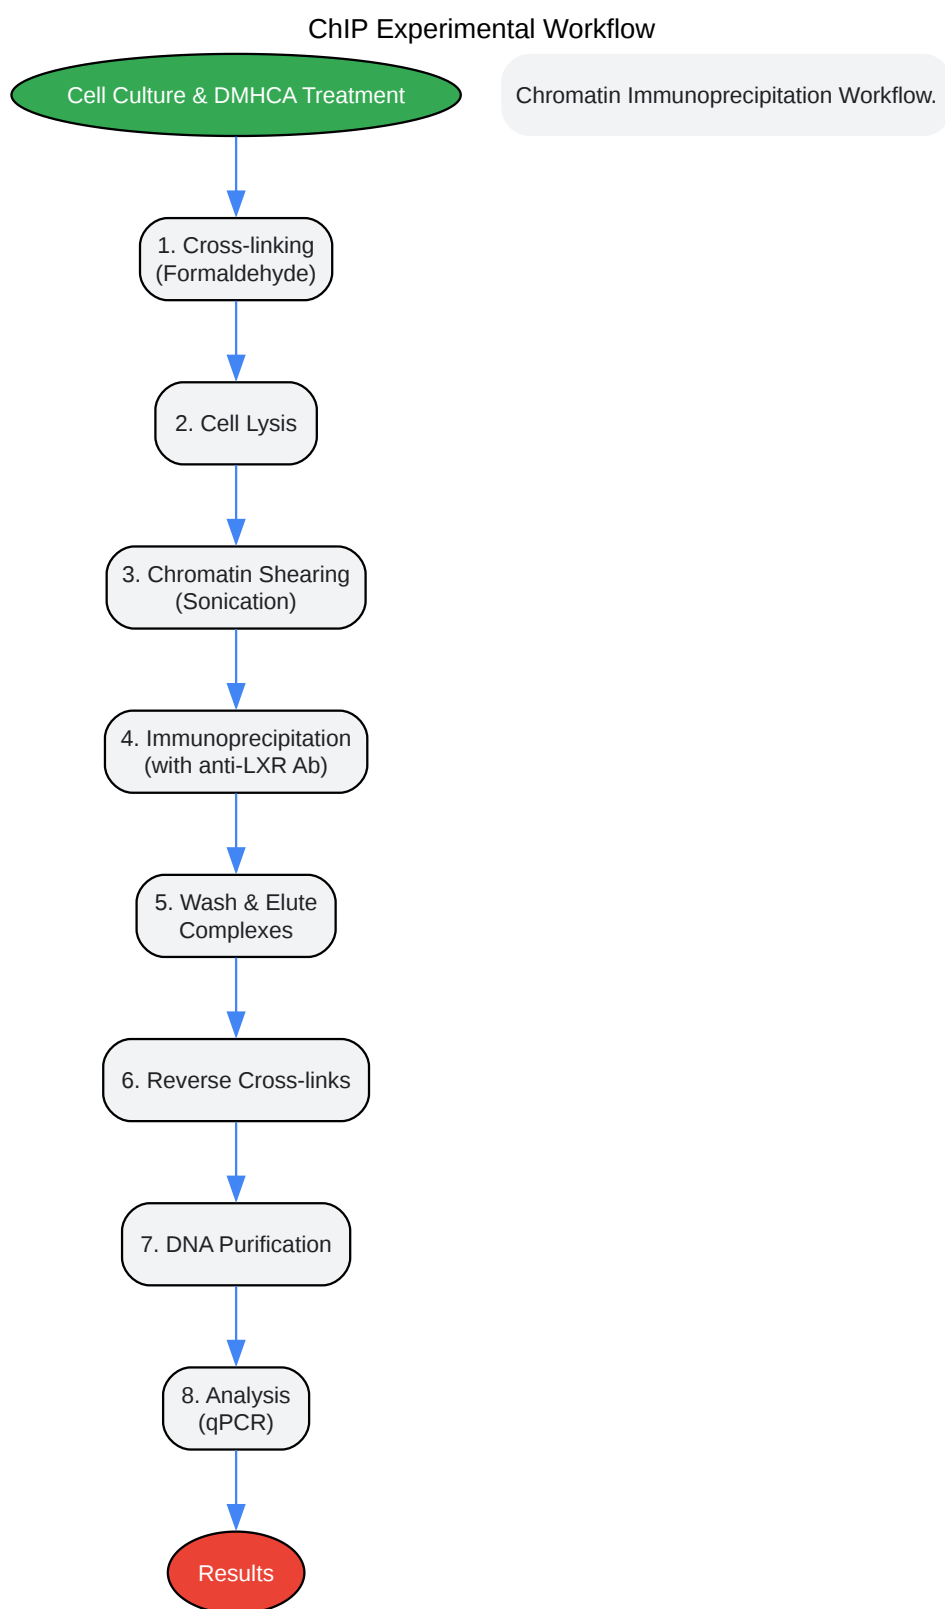 ChIP Experimental Workflow
Cell Culture & DMHCA Treatment
Chromatin Immunoprecipitation Workflow.
1. Cross-linking
(Formaldehyde)
2. Cell Lysis
3. Chromatin Shearing
(Sonication)
4. Immunoprecipitation
(with anti-LXR Ab)
5. Wash & Elute
Complexes
6. Reverse Cross-links
7. DNA Purification
8. Analysis
(qPCR)
Results